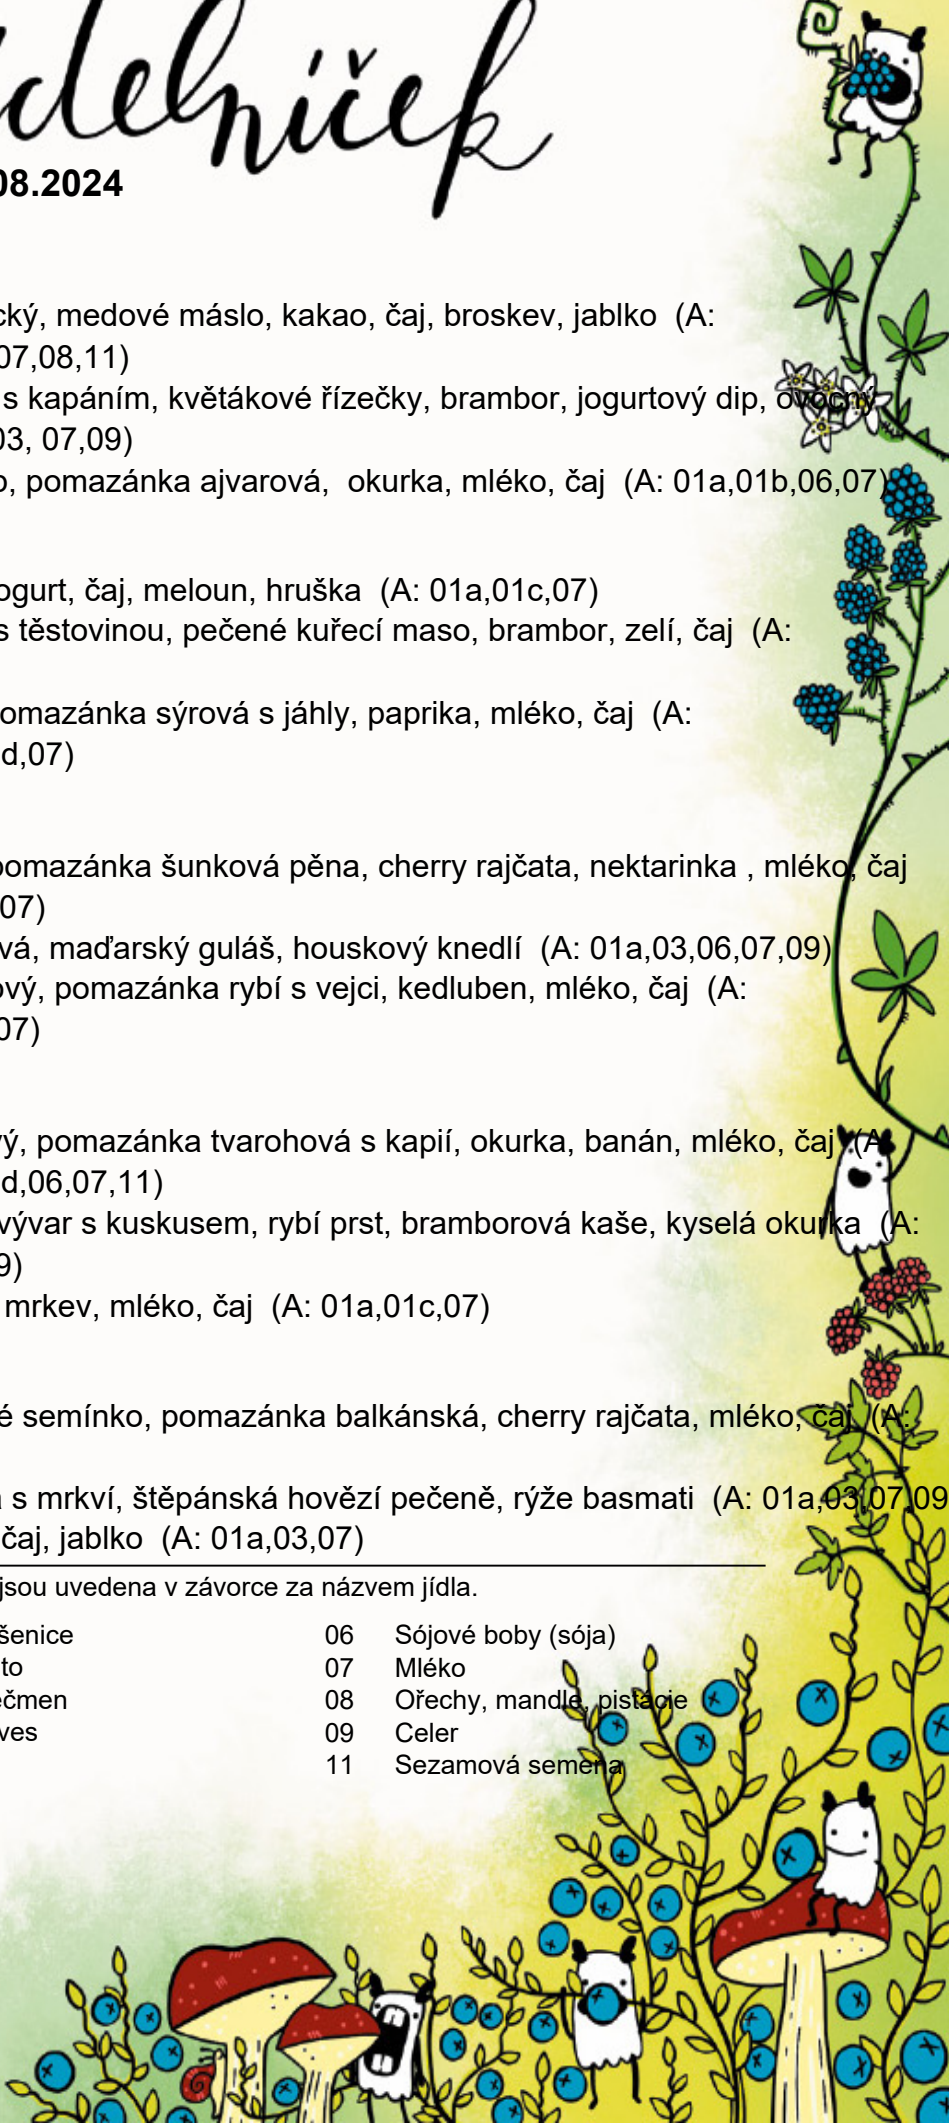 delníček
08.2024
cký, medové máslo, kakao, čaj, broskev, jablko (A:
07,08,11)
s kapáním, květákové řízečky, brambor, jogurtový dip, ovocný
03, 07,09)
o, pomazánka ajvarová, okurka, mléko, čaj (A: 01a,01b,06,07)
ogurt, čaj, meloun, hruška (A: 01a,01c,07)
s těstovinou, pečené kuřecí maso, brambor, zelí, čaj (A:
omazánka sýrová s jáhly, paprika, mléko, čaj (A:
d,07)
pomazánka šunková pěna, cherry rajčata, nektarinka , mléko, čaj
07)
vá, maďarský guláš, houskový knedlí (A: 01a,03,06,07,09)
ový, pomazánka rybí s vejci, kedluben, mléko, čaj (A:
07)
vý, pomazánka tvarohová s kapií, okurka, banán, mléko, čaj (A:
d,06,07,11)
vývar s kuskusem, rybí prst, bramborová kaše, kyselá okurka (A:
9)
mrkev, mléko, čaj (A: 01a,01c,07)
é semínko, pomazánka balkánská, cherry rajčata, mléko, čaj (A:
a s mrkví, štěpánská hovězí pečeně, rýže basmati (A: 01a,03,07,09
čaj, jablko (A: 01a,03,07)
jsou uvedena v závorce za názvem jídla.
šenice 06 Sójové boby (sója)
to 07 Mléko
ečmen 08 Ořechy, mandle, pistácie
ves 09 Celer
11 Sezamová semena